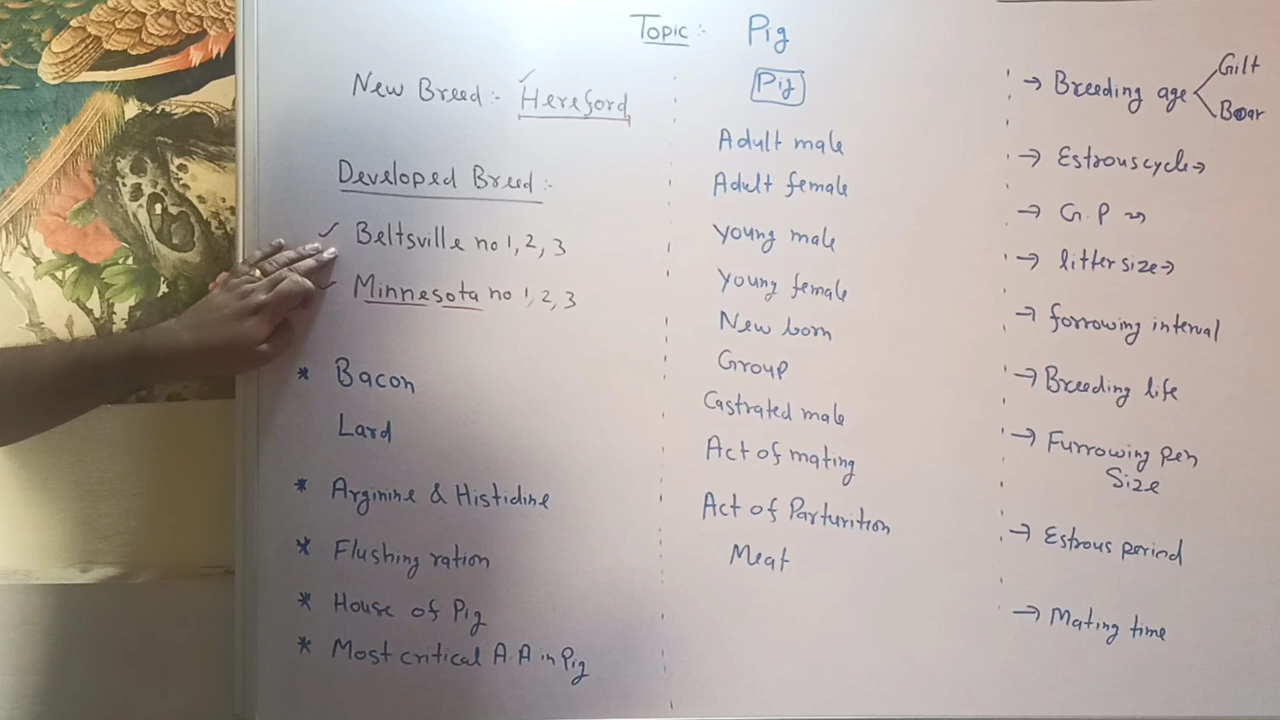 Topic :- Pig
New Breed :- Hereford
Developed Breed :-
Beltsville no 1, 2, 3
Minnesota no 1, 2, 3
* Bacon
Lard
* Arginine & Histidine
* Flushing ration
* House of Pig
* Most critical A.A in Pig
Pig
Adult male
Adult female
young male
young female
New born
Group
Castrated male
Act of mating
Act of Parturition
Meat
→ Breeding age
Gilt
Boar
→ Estrous cycle →
→ G.P →
→ litter size →
→ forrowing interval
→ Breeding life
→ Furrowing pen
Size
→ Estrous period
→ Mating time